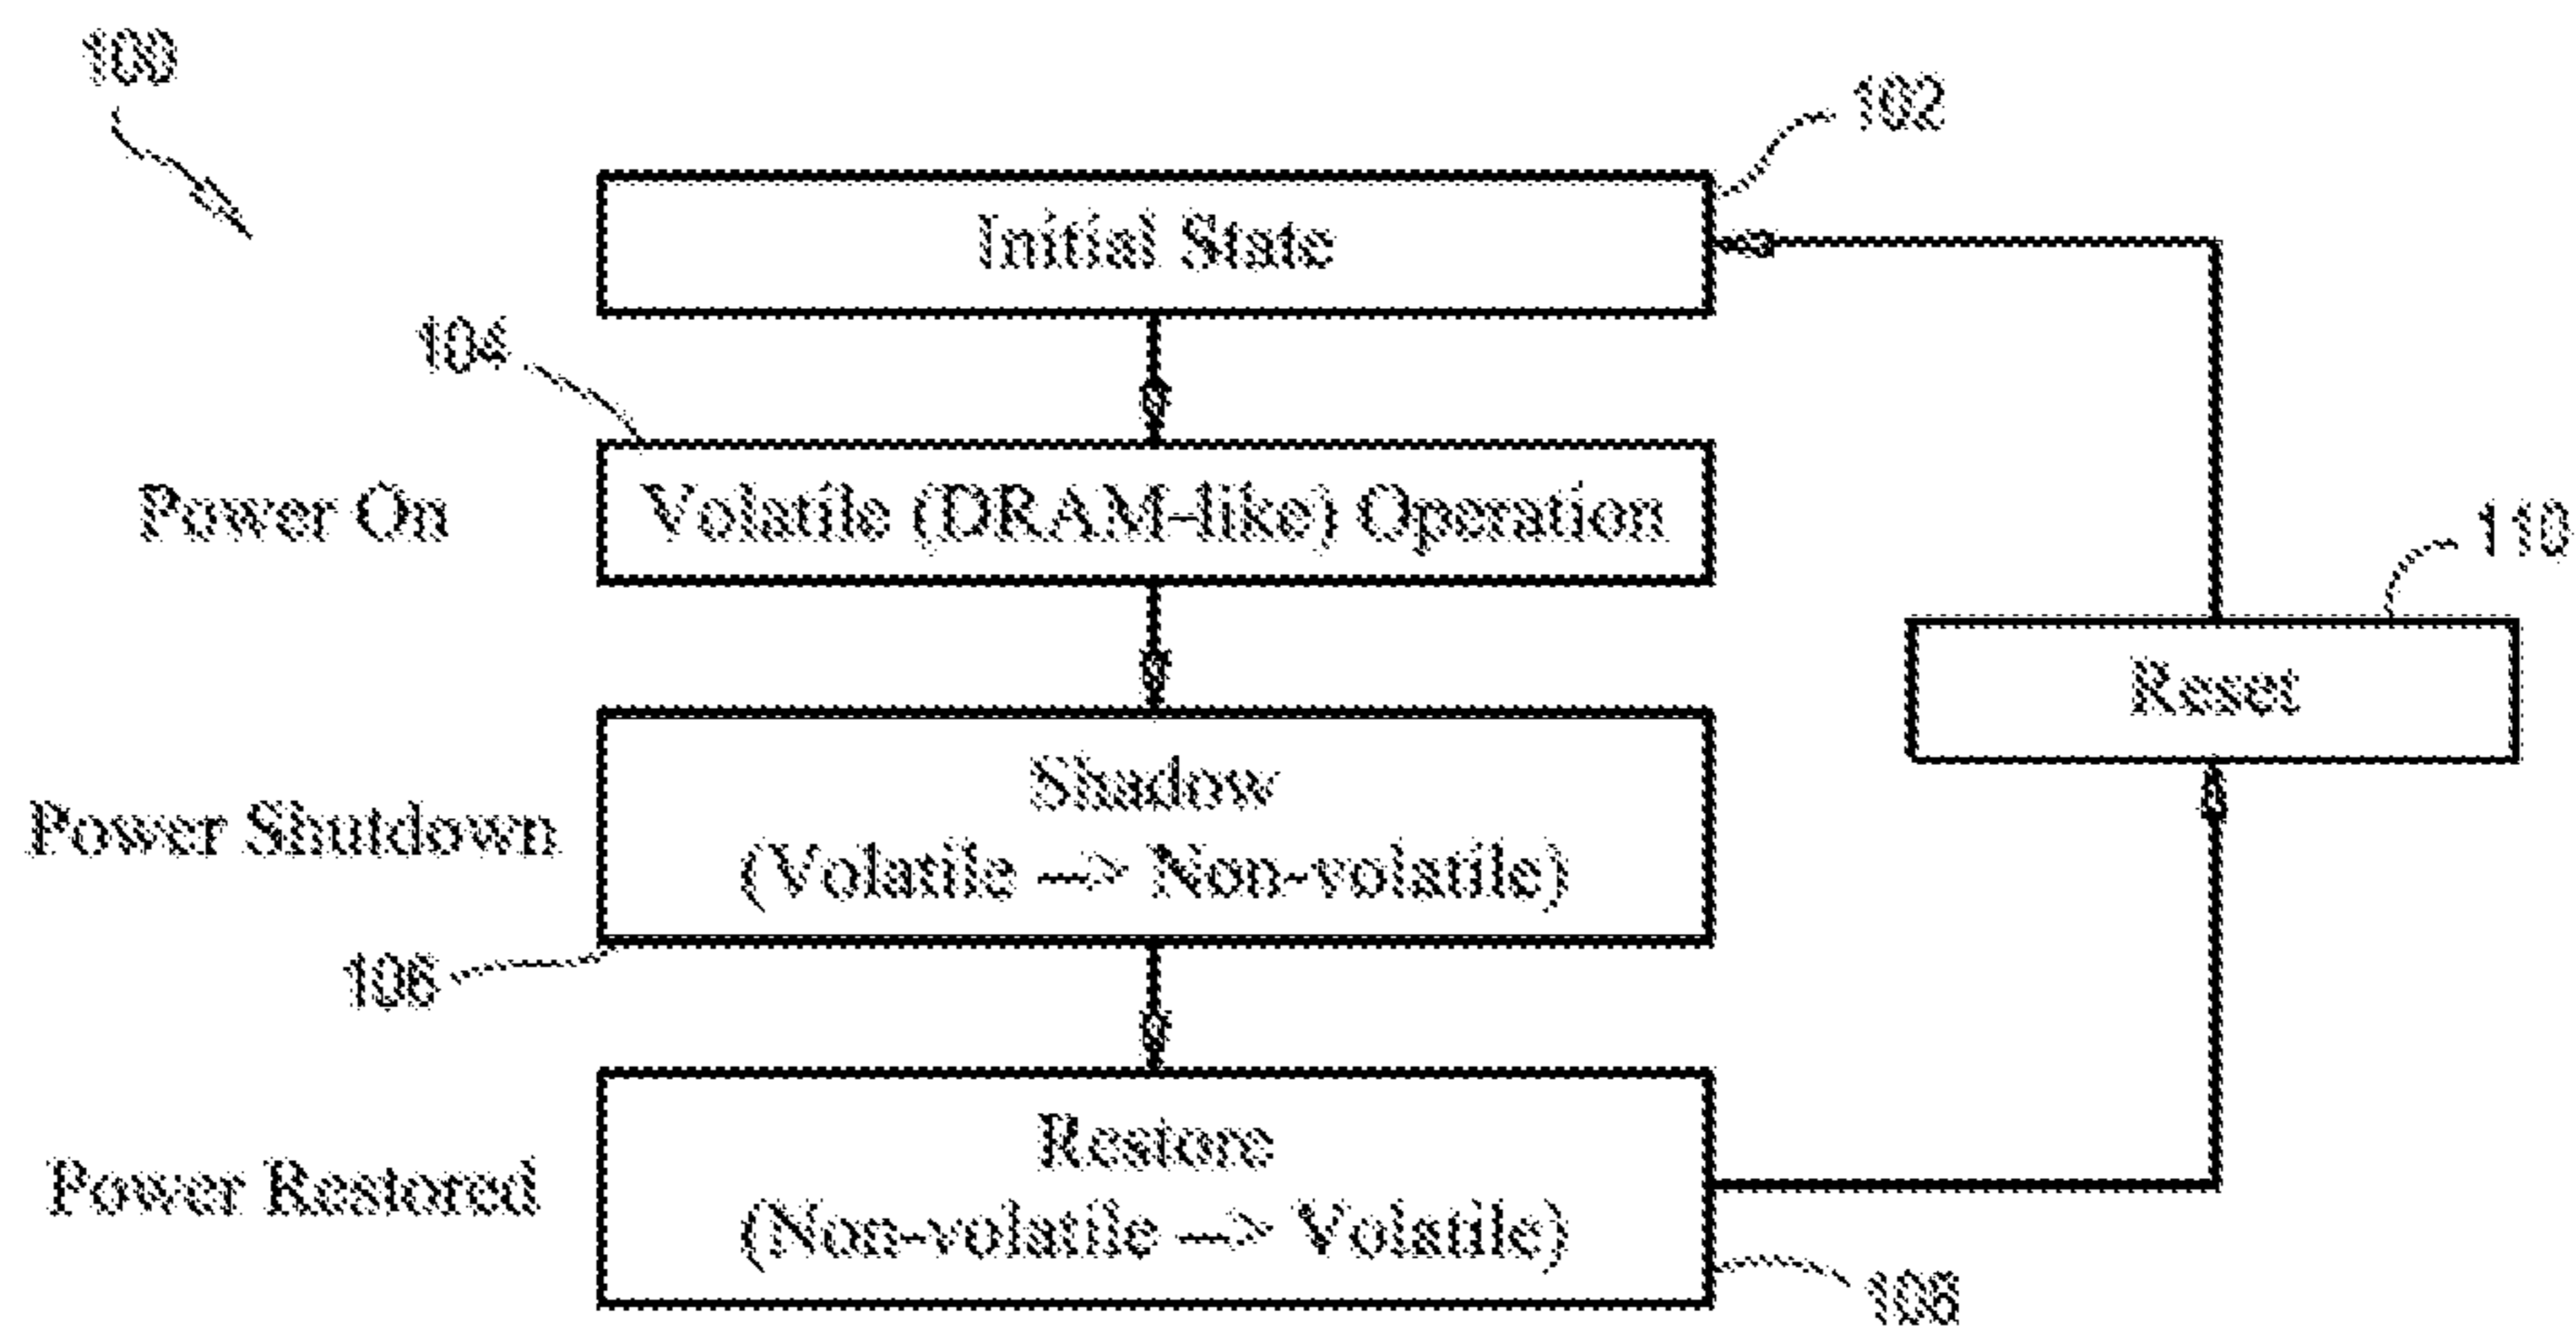 100
102
Initial State
104
Power On
Volatile (DRAM-like) Operation
110
Reset
Power Shutdown
Shadow
(Volatile --> Non-volatile)
106
Power Restored
Restore
(Non-volatile --> Volatile)
108